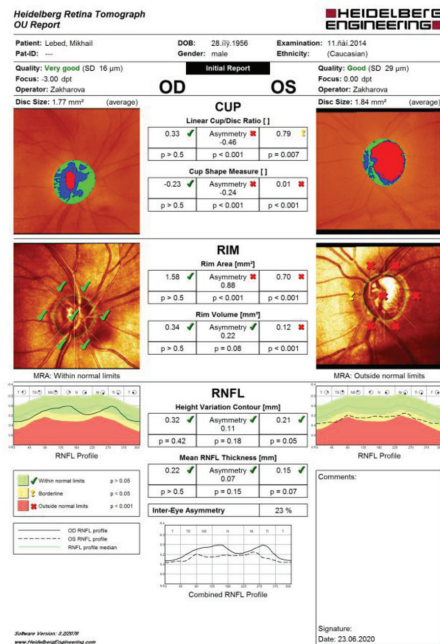 Heidelberg Retina Tomograph
OU Report
HEIDELBERG ENGINEERING
Patient: Lebed, Mikhail
DOB: 28.iïj.1956
Examination: 11.ñàì.2014
Pat-ID: ---
Gender: male
Ethnicity: (Caucasian)
Quality: Very good (SD 16 µm)
Focus: -3.00 dpt
Operator: Zakharova
Initial Report
OD OS
Quality: Good (SD 29 µm)
Focus: 0.00 dpt
Operator: Zakharova
Disc Size: 1.77 mm² (average)
Disc Size: 1.84 mm² (average)
CUP
Linear Cup/Disc Ratio [ ]
0.33 Asymmetry 0.79
-0.46
p > 0.5 p < 0.001 p = 0.007
Cup Shape Measure [ ]
-0.23 Asymmetry 0.01
-0.24
p > 0.5 p < 0.001 p < 0.001
RIM
Rim Area [mm²]
1.58 Asymmetry 0.70
0.88
p > 0.5 p < 0.001 p < 0.001
Rim Volume [mm³]
0.34 Asymmetry 0.12
0.22
p > 0.5 p = 0.08 p < 0.001
MRA: Within normal limits
MRA: Outside normal limits
RNFL
Height Variation Contour [mm]
0.32 Asymmetry 0.21
0.11
p = 0.42 p = 0.18 p = 0.05
RNFL Profile
RNFL Profile
Mean RNFL Thickness [mm]
0.22 Asymmetry 0.15
0.07
p > 0.5 p = 0.15 p = 0.07
Inter-Eye Asymmetry 23 %
Within normal limits p > 0.05
Borderline p < 0.05
Outside normal limits p < 0.001
OD RNFL profile
OS RNFL profile
RNFL profile median
Combined RNFL Profile
Comments:
Signature:
Date: 23.06.2020
www.HeidelbergEngineering.com